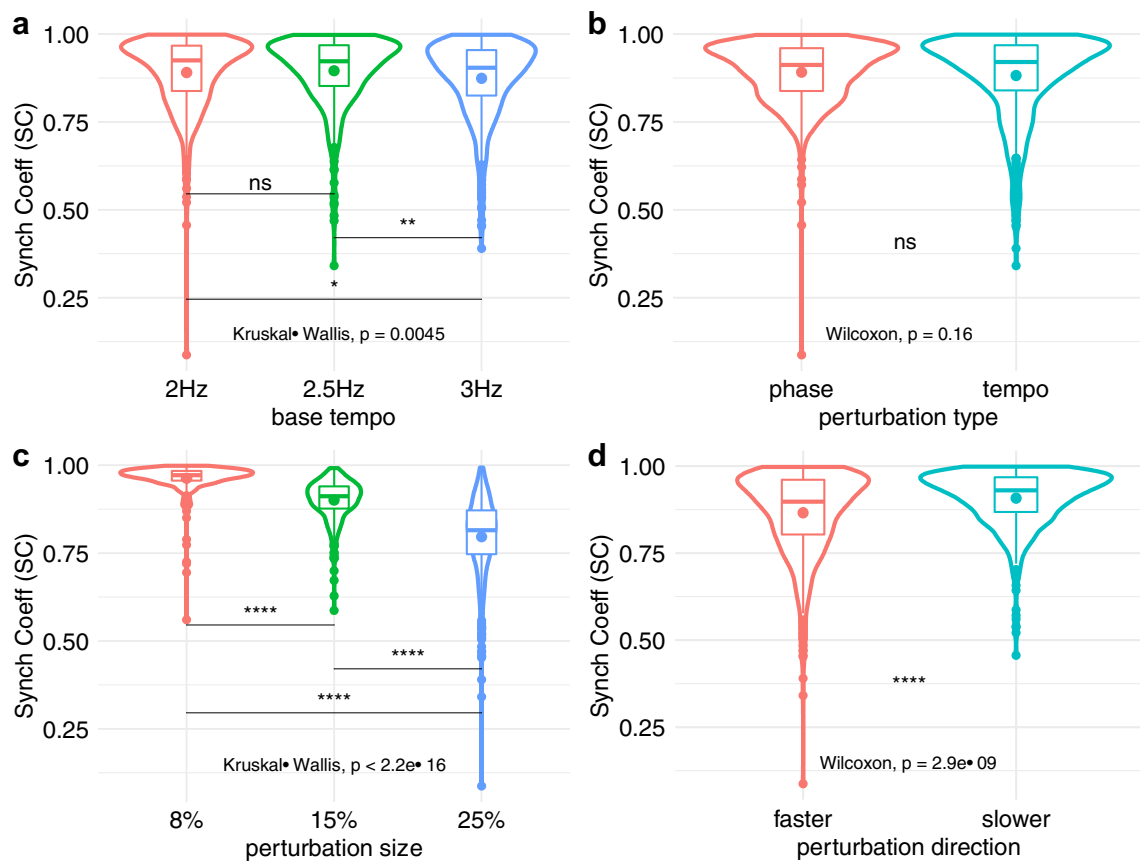 a
1.00
0.75
0.50
0.25
Synch Coeff (SC)
ns
**
*
Kruskal• Wallis, p = 0.0045
2Hz 2.5Hz 3Hz
base tempo
b
1.00
0.75
0.50
0.25
Synch Coeff (SC)
ns
Wilcoxon, p = 0.16
phase tempo
perturbation type
c
1.00
0.75
0.50
0.25
Synch Coeff (SC)
****
****
****
Kruskal• Wallis, p < 2.2e• 16
8% 15% 25%
perturbation size
d
1.00
0.75
0.50
0.25
Synch Coeff (SC)
****
Wilcoxon, p = 2.9e• 09
faster slower
perturbation direction